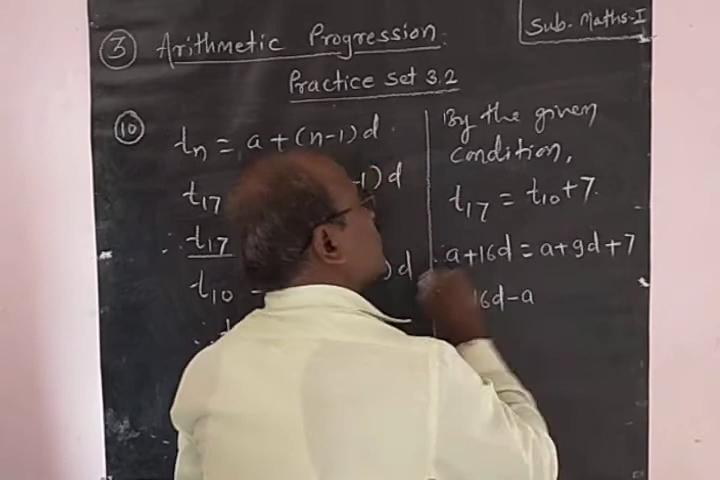 Sub-Maths-I
③ Arithmetic Progression:
Practice Set 3.2
⑩ tn = a + (n-1) d
t17 -1) d
t17
t10 = ) d
By the given
condition,
t17 = t10 + 7.
∴ a + 16d = a + 9d + 7
16d - a